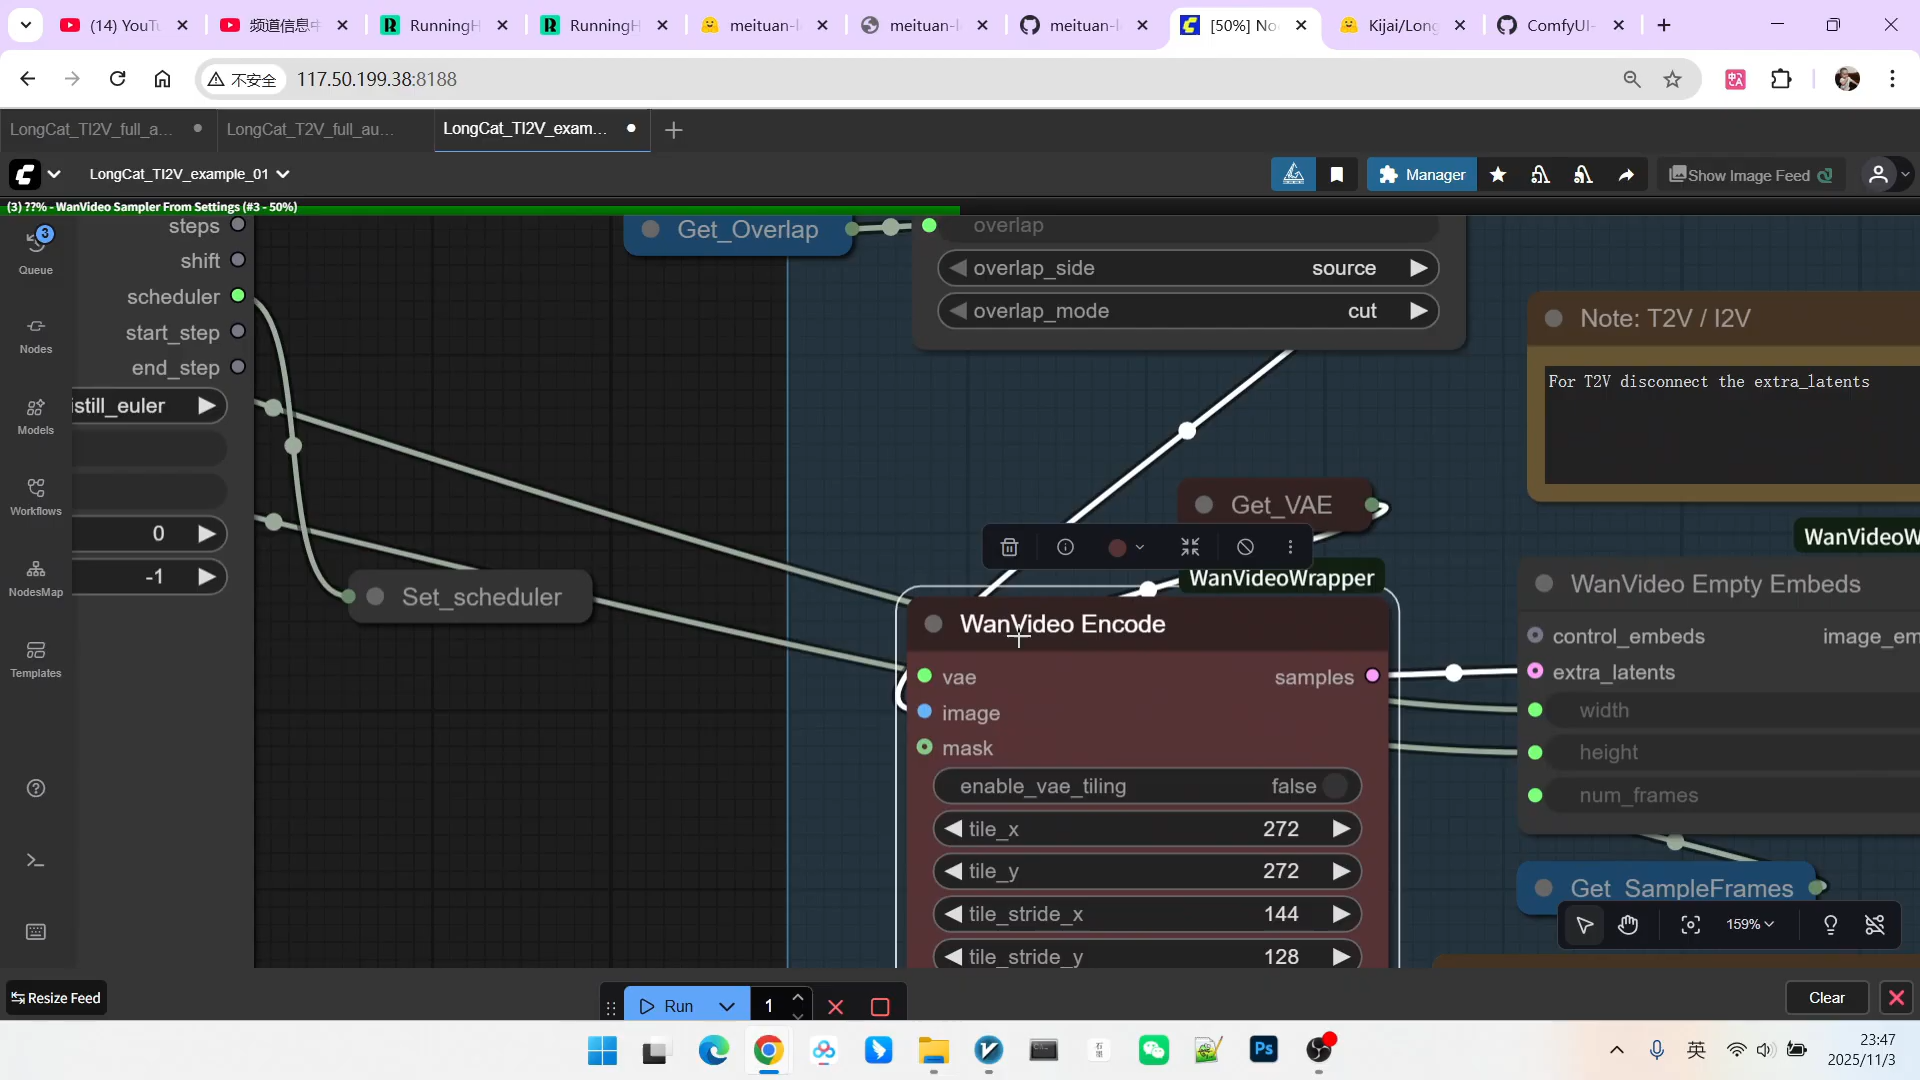 (14) YouTu
频道信息中
RunningH
RunningH
meituan-l
meituan-l
meituan-l
[50%] No
Kijai/Long
ComfyUI-
不安全
117.50.199.38:8188
LongCat_TI2V_full_a...
LongCat_T2V_full_au...
LongCat_TI2V_exam...
LongCat_TI2V_example_01
Manager
Show Image Feed
(3) ??% - WanVideo Sampler From Settings (#3 - 50%)
3
Queue
Nodes
Models
Workflows
NodesMap
Templates
steps
shift
scheduler
start_step
end_step
istill_euler
0
-1
Set_scheduler
Get_Overlap
overlap
overlap_side source
overlap_mode cut
Note: T2V / I2V
For T2V disconnect the extra_latents
Get_VAE
WanVideoWrapper
WanVideo Encode
vae samples
image
mask
enable_vae_tiling false
tile_x 272
tile_y 272
tile_stride_x 144
tile_stride_y 128
WanVideoW
WanVideo Empty Embeds
control_embeds image_em
extra_latents
width
height
num_frames
Get_SampleFrames
159%
Resize Feed
Run
1
Clear
Ps
英
23:47
2025/11/3